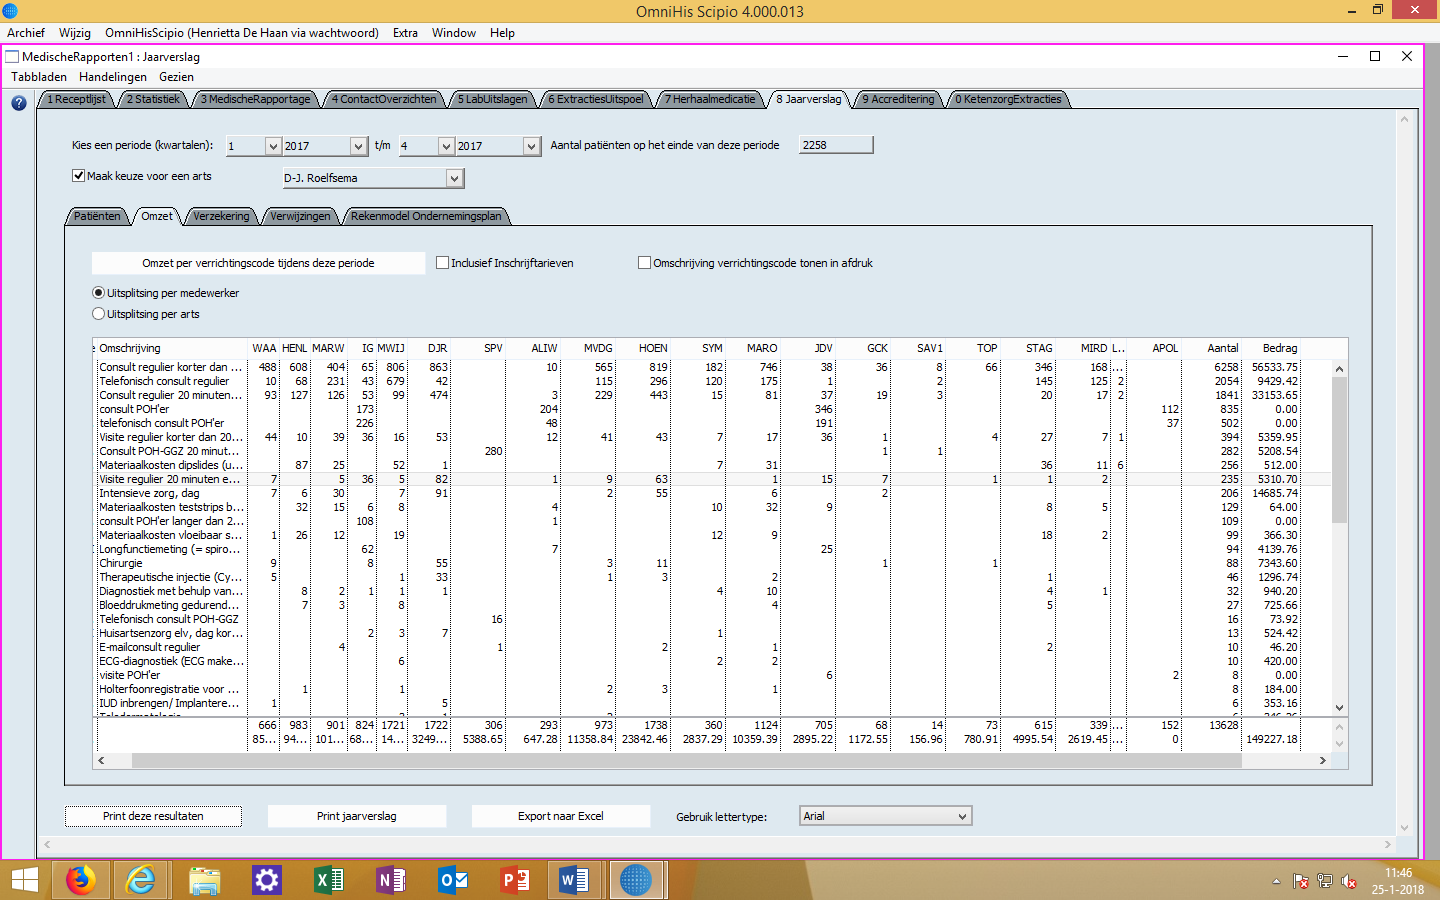 OmniHis Scipio 4.000.013
Archief Wijzig OmniHisScipio (Henrietta De Haan via wachtwoord) Extra Window Help
MedischeRapporten1 : Jaarverslag
Tabbladen Handelingen Gezien
1 Receptlijst 2 Statistiek 3 MedischeRapportage 4 ContactOverzichten 5 LabUitslagen 6 ExtractiesUitspoel 7 Herhaalmedicatie 8 Jaarverslag 9 Accreditering 0 KetenzorgExtracties
Kies een periode (kwartalen): 1 2017 t/m 4 2017 Aantal patiënten op het einde van deze periode 2258
Maak keuze voor een arts D-J. Roelfsema
Patiënten Omzet Verzekering Verwijzingen Rekenmodel Ondernemingsplan
Omzet per verrichtingscode tijdens deze periode Inclusief Inschrijftarieven Omschrijving verrichtingscode tonen in afdruk
Uitsplitsing per medewerker
Uitsplitsing per arts
e Omschrijving WAA HENL MARW IG MWIJ DJR SPV ALIW MVDG HOEN SYM MARO JDV GCK SAV1 TOP STAG MIRD L.. APOL Aantal Bedrag
Consult regulier korter dan ... 488 608 404 65 806 863 10 565 819 182 746 38 36 8 66 346 168 ... 6258 56533.75
Telefonisch consult regulier 10 68 231 43 679 42 115 296 120 175 1 2 145 125 2 2054 9429.42
Consult regulier 20 minuten... 93 127 126 53 99 474 3 229 443 15 81 37 19 3 20 17 2 1841 33153.65
consult POH'er 173 204 346 112 835 0.00
telefonisch consult POH'er 226 48 191 37 502 0.00
Visite regulier korter dan 20... 44 10 39 36 16 53 12 41 43 7 17 36 1 4 27 7 1 394 5359.95
Consult POH-GGZ 20 minut... 280 1 1 282 5208.54
Materiaalkosten dipslides (u... 87 25 52 1 7 31 36 11 6 256 512.00
Visite regulier 20 minuten e... 7 5 36 5 82 1 9 63 1 15 7 1 1 2 235 5310.70
Intensieve zorg, dag 7 6 30 7 91 2 55 6 2 206 14685.74
Materiaalkosten teststrips b... 32 15 6 8 4 10 32 9 8 5 129 64.00
consult POH'er langer dan 2... 108 1 109 0.00
Materiaalkosten vloeibaar s... 1 26 12 19 12 9 18 2 99 366.30
Longfunctiemeting (= spiro... 62 7 25 94 4139.76
Chirurgie 9 8 55 3 11 1 1 88 7343.60
Therapeutische injectie (Cy... 5 1 33 1 3 2 1 46 1296.74
Diagnostiek met behulp van... 8 2 1 1 1 4 10 4 1 32 940.20
Bloeddrukmeting gedurend... 7 3 8 4 5 27 725.66
Telefonisch consult POH-GGZ 16 16 73.92
Huisartsenzorg elv, dag kor... 2 3 7 1 13 524.42
E-mailconsult regulier 4 1 2 1 2 10 46.20
ECG-diagnostiek (ECG make... 6 2 2 10 420.00
visite POH'er 6 2 8 0.00
Holterfoonregistratie voor ... 1 1 2 3 1 8 184.00
IUD inbrengen/ Implantere... 1 5 6 353.16
666 983 901 824 1721 1722 306 293 973 1738 360 1124 705 68 14 73 615 339 ... 152 13628
85... 94... 101... 68... 14... 3249... 5388.65 647.28 11358.84 23842.46 2837.29 10359.39 2895.22 1172.55 156.96 780.91 4995.54 2619.45 ... 0 149227.18
Print deze resultaten Print jaarverslag Export naar Excel Gebruik lettertype: Arial
11:46
25-1-2018